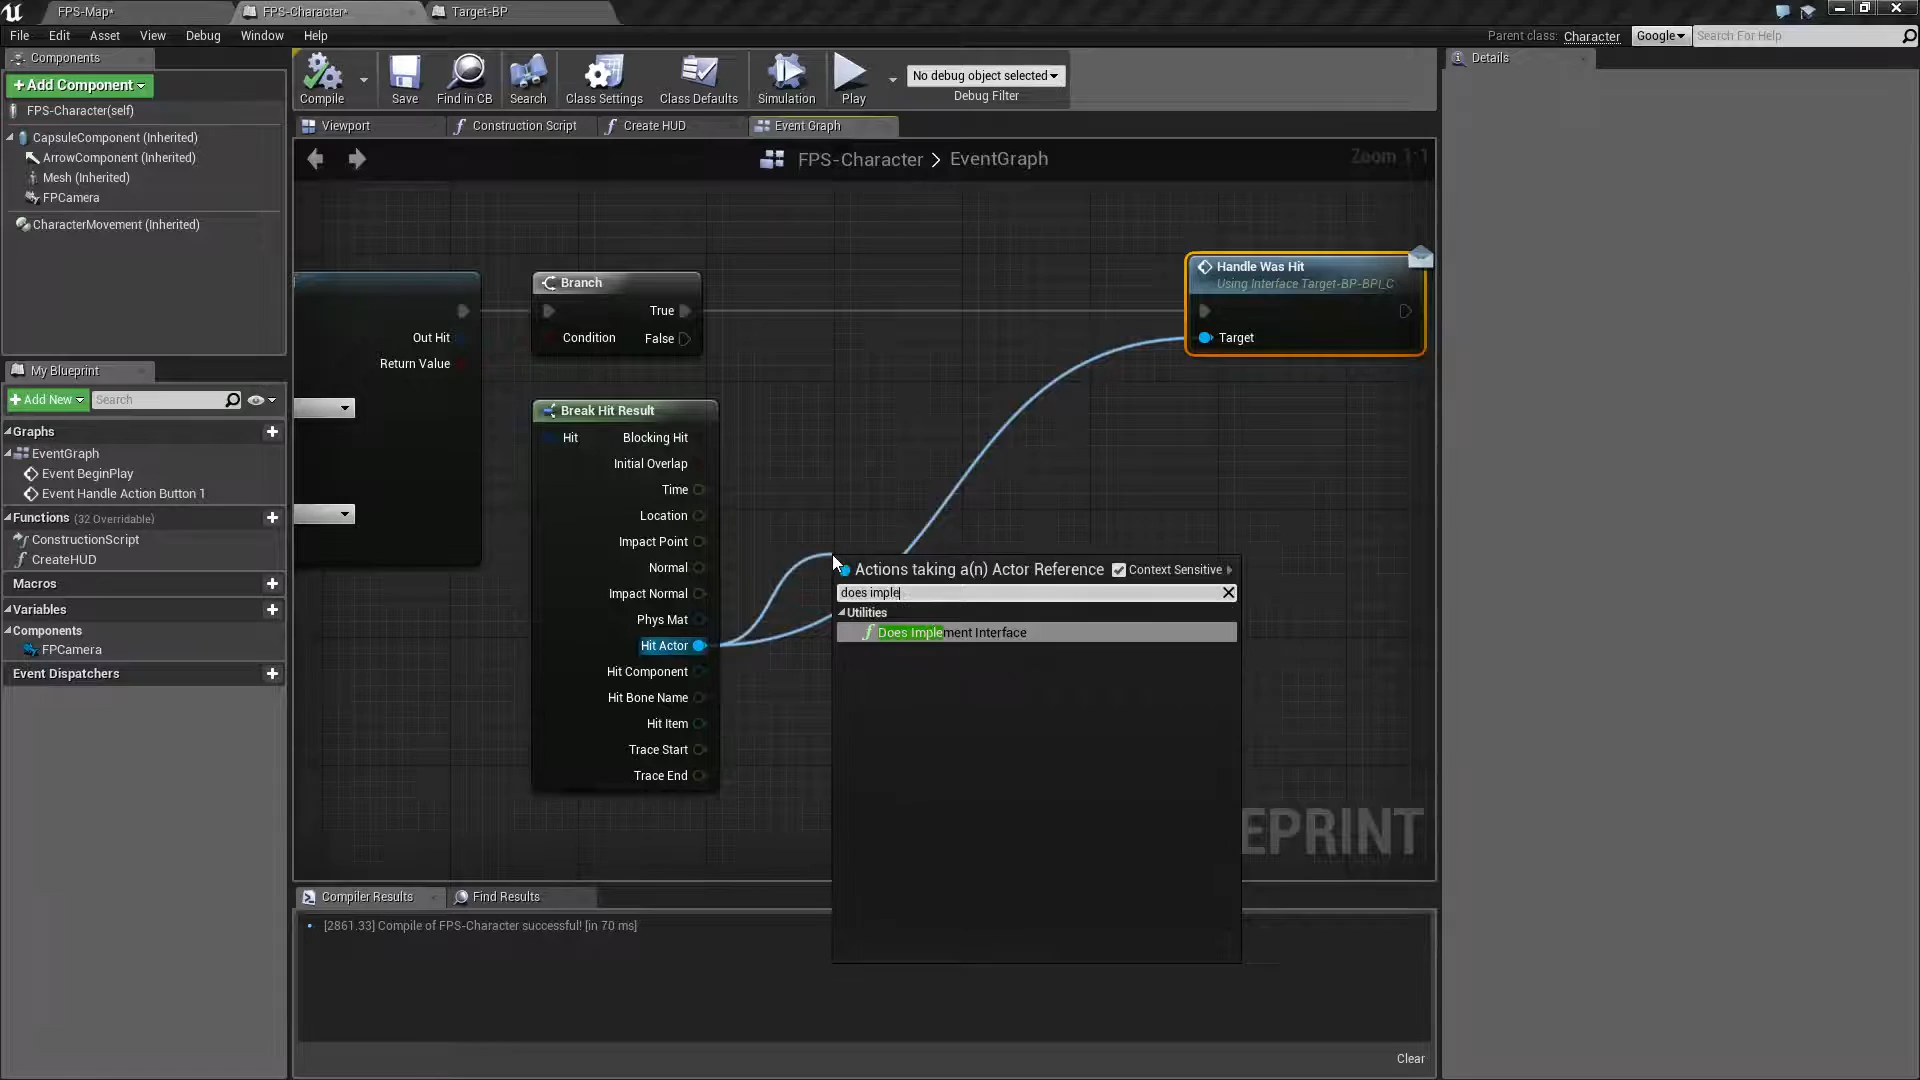 FPS-Map*
FPS-Character*
Target-BP
File Edit Asset View Debug Window Help
Parent class: Character
Google
Search For Help
Components
+Add Component
FPS-Character(self)
CapsuleComponent (Inherited)
ArrowComponent (Inherited)
Mesh (Inherited)
FPCamera
CharacterMovement (Inherited)
Compile
Save
Find in CB
Search
Class Settings
Class Defaults
Simulation
Play
No debug object selected
Debug Filter
Details
Viewport
Construction Script
Create HUD
Event Graph
FPS-Character > EventGraph
Zoom 1:1
Out Hit
Return Value
Branch
True
Condition
False
Handle Was Hit
Using Interface Target-BP-BPI_C
Target
Break Hit Result
Hit
Blocking Hit
Initial Overlap
Time
Location
Impact Point
Normal
Impact Normal
Phys Mat
Hit Actor
Hit Component
Hit Bone Name
Hit Item
Trace Start
Trace End
Actions taking a(n) Actor Reference
Context Sensitive
does imple
Utilities
Does Implement Interface
EPRINT
My Blueprint
+Add New
Search
Graphs
EventGraph
Event BeginPlay
Event Handle Action Button 1
Functions (32 Overridable)
ConstructionScript
CreateHUD
Macros
Variables
Components
FPCamera
Event Dispatchers
Compiler Results
Find Results
[2861.33] Compile of FPS-Character successful! [in 70 ms]
Clear